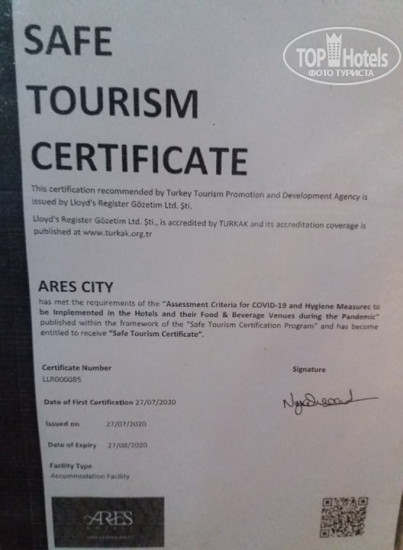 SAFE
TOP Hotels
ФОТО ТУРИСТА
TOURISM
CERTIFICATE
This certification recommended by Turkey Tourism Promotion and Development Agency is
issued by Lloyd's Register Gözetim Ltd. Şti.
Lloyd's Register Gözetim Ltd. Şti., is accredited by TURKAK and its accreditation coverage is
published at www.turkak.org.tr
ARES CITY
has met the requirements of the "Assessment Criteria for COVID-19 and Hygiene Measures to
be Implemented in the Hotels and their Food & Beverage Venues during the Pandemic"
published within the framework of the "Safe Tourism Certification Program" and has become
entitled to receive "Safe Tourism Certificate".
Certificate Number
LLR000085
Signature
Date of First Certification 27/07/2020
Issued on 27/07/2020
Date of Expiry 27/08/2020
Facility Type
Accommodation Facility
ARES